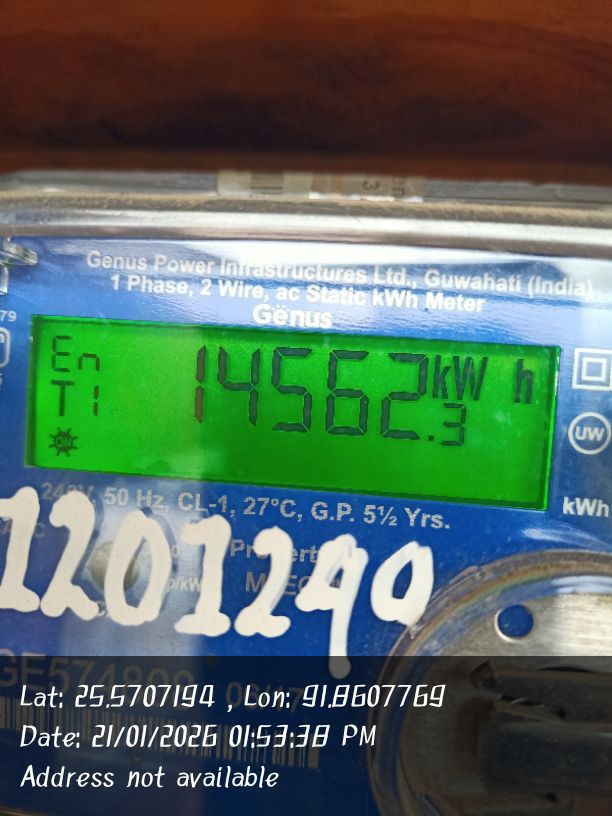 Genus Power Infrastructures Ltd., Guwahati (India)
1 Phase, 2 Wire, ac Static kWh Meter
Genus
En
T1
ON
14562.3 kW h
UW
kWh
240V, 50 Hz, CL-1, 27°C, G.P. 5½ Yrs.
1201290
Lat: 25.5707194 , Lon: 91.8607769
Date: 21/01/2026 01:53:38 PM
Address not available